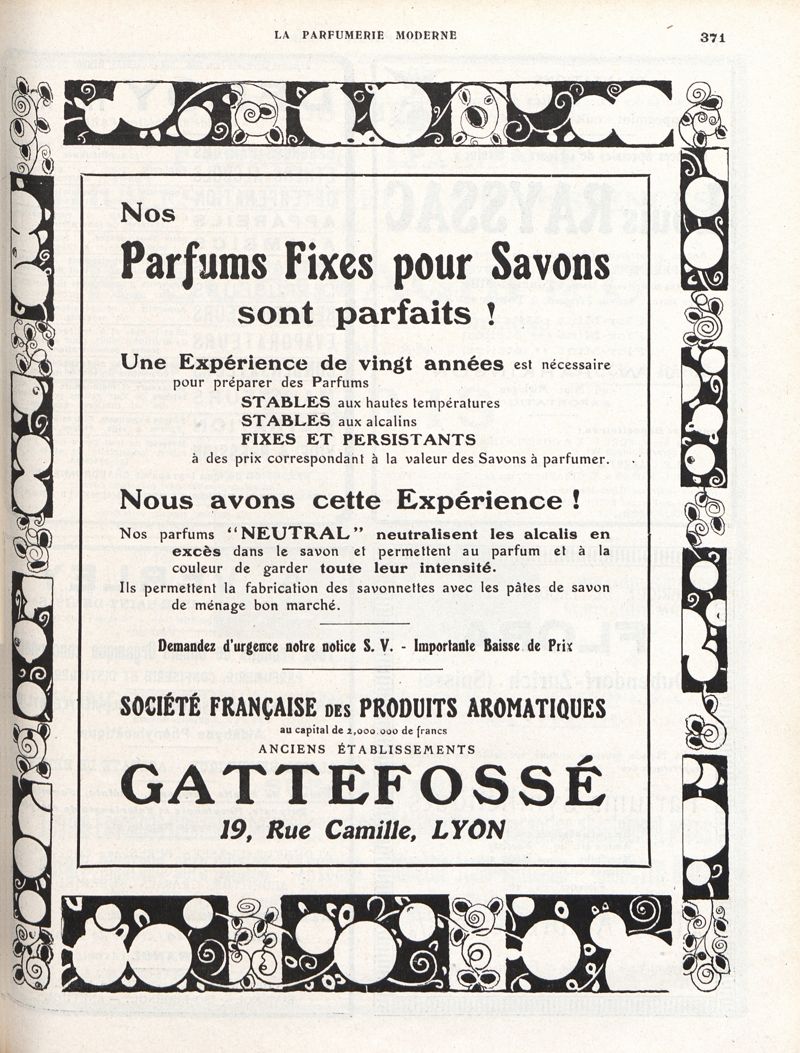 LA PARFUMERIE MODERNE
371
Nos
Parfums Fixes pour Savons
sont parfaits !
Une Expérience de vingt années est nécessaire
pour préparer des Parfums
STABLES aux hautes températures
STABLES aux alcalins
FIXES ET PERSISTANTS
à des prix correspondant à la valeur des Savons à parfumer.
Nous avons cette Expérience !
Nos parfums “NEUTRAL” neutralisent les alcalis en
excès dans le savon et permettent au parfum et à la
couleur de garder toute leur intensité.
Ils permettent la fabrication des savonnettes avec les pâtes de savon
de ménage bon marché.
Demandez d'urgence notre notice S. V. - Importante Baisse de Prix
SOCIÉTÉ FRANÇAISE DES PRODUITS AROMATIQUES
au capital de 2,000.000 de francs
ANCIENS ÉTABLISSEMENTS
GATTEFOSSÉ
19, Rue Camille, LYON